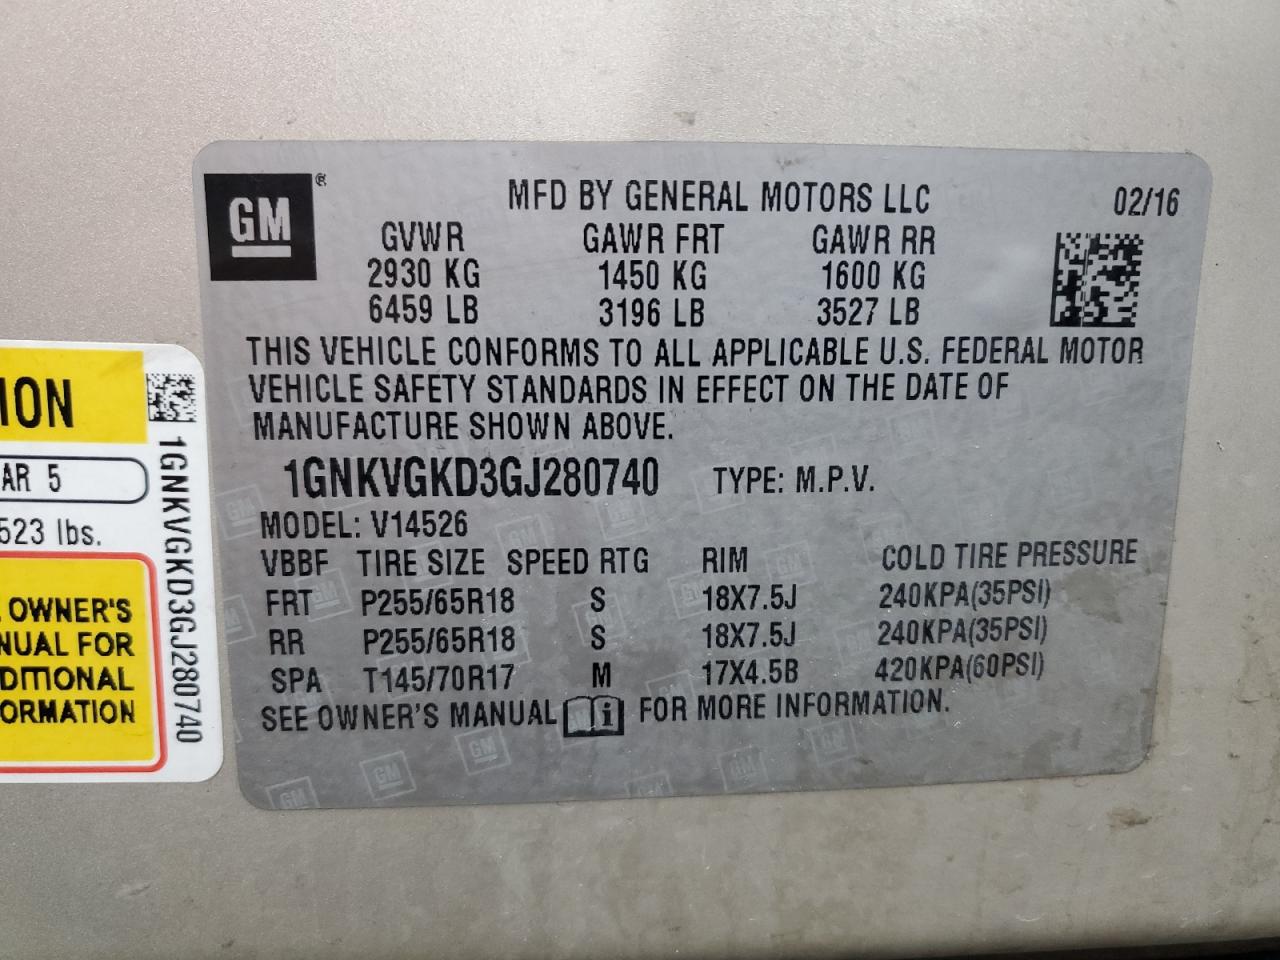 GM ®
MFD BY GENERAL MOTORS LLC 02/16
GVWR GAWR FRT GAWR RR
2930 KG 1450 KG 1600 KG
6459 LB 3196 LB 3527 LB
THIS VEHICLE CONFORMS TO ALL APPLICABLE U.S. FEDERAL MOTOR
VEHICLE SAFETY STANDARDS IN EFFECT ON THE DATE OF
MANUFACTURE SHOWN ABOVE.
1GNKVGKD3GJ280740 TYPE: M.P.V.
MODEL: V14526
VBBF TIRE SIZE SPEED RTG RIM COLD TIRE PRESSURE
FRT P255/65R18 S 18X7.5J 240KPA(35PSI)
RR P255/65R18 S 18X7.5J 240KPA(35PSI)
SPA T145/70R17 M 17X4.5B 420KPA(60PSI)
SEE OWNER'S MANUAL i FOR MORE INFORMATION.
ION
AR 5
523 lbs.
OWNER'S
NUAL FOR
DITIONAL
ORMATION
1GNKVGKD3GJ280740